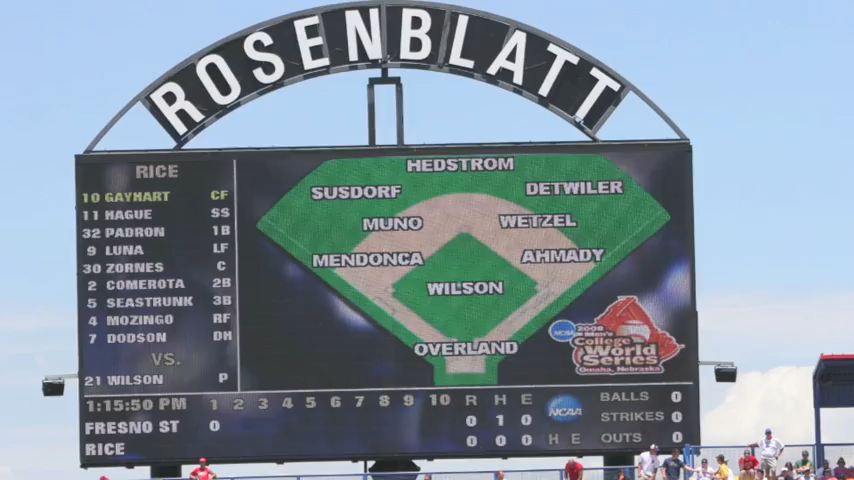 ROSENBLATT
RICE
10 GAYHART CF
11 HAGUE SS
32 PADRON 1B
9 LUNA LF
30 ZORNES C
2 COMEROTA 2B
5 SEASTRUNK 3B
4 MOZINGO RF
7 DODSON DH
VS.
21 WILSON P
HEDSTROM
SUSDORF DETWILER
MUNO WETZEL
MENDONCA AHMADY
WILSON
OVERLAND
NCAA 2008
Men's
College
World
Series
Omaha, Nebraska
1:15:50 PM 1 2 3 4 5 6 7 8 9 10 R H E
FRESNO ST 0 0 1 0
RICE 0 0 0 H E
NCAA
BALLS 0
STRIKES 0
OUTS 0